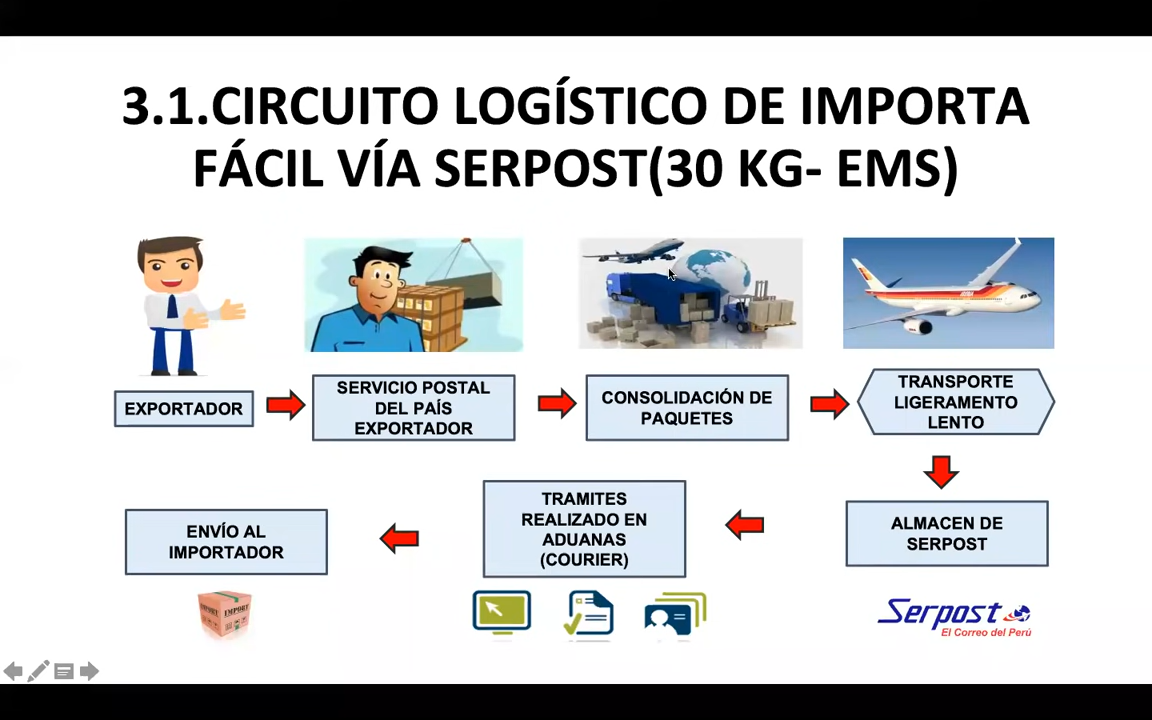 3.1.CIRCUITO LOGÍSTICO DE IMPORTA
FÁCIL VÍA SERPOST(30 KG- EMS)
EXPORTADOR
SERVICIO POSTAL
DEL PAÍS
EXPORTADOR
CONSOLIDACIÓN DE
PAQUETES
TRANSPORTE
LIGERAMENTO
LENTO
ALMACEN DE
SERPOST
TRAMITES
REALIZADO EN
ADUANAS
(COURIER)
ENVÍO AL
IMPORTADOR
IMPORT
IMPORT
Serpost
El Correo del Perú